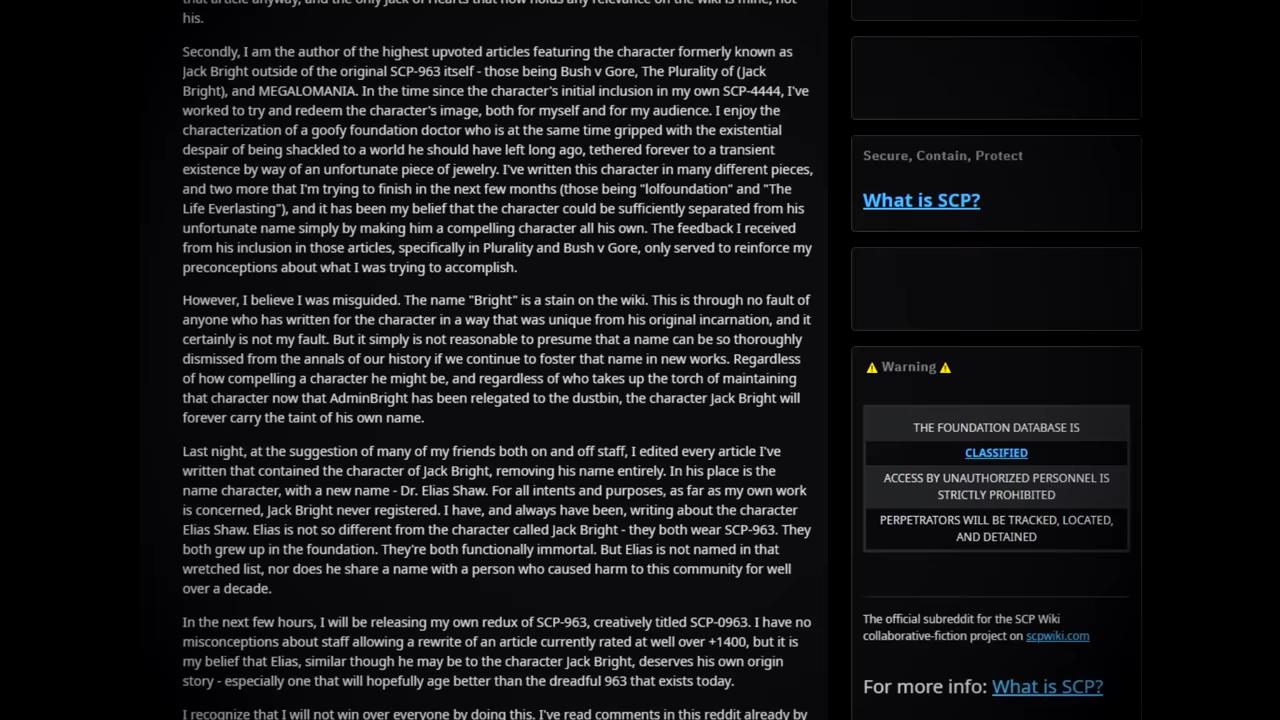 that article anyway, and the only Jack of Hearts that now holds any relevance on the wiki is mine, not
his.
Secondly, I am the author of the highest upvoted articles featuring the character formerly known as
Jack Bright outside of the original SCP-963 itself - those being Bush v Gore, The Plurality of (Jack
Bright), and MEGALOMANIA. In the time since the character's initial inclusion in my own SCP-4444, I've
worked to try and redeem the character's image, both for myself and for my audience. I enjoy the
characterization of a goofy foundation doctor who is at the same time gripped with the existential
despair of being shackled to a world he should have left long ago, tethered forever to a transient
existence by way of an unfortunate piece of jewelry. I've written this character in many different pieces,
and two more that I'm trying to finish in the next few months (those being "lolfoundation" and "The
Life Everlasting"), and it has been my belief that the character could be sufficiently separated from his
unfortunate name simply by making him a compelling character all his own. The feedback I received
from his inclusion in those articles, specifically in Plurality and Bush v Gore, only served to reinforce my
preconceptions about what I was trying to accomplish.
However, I believe I was misguided. The name "Bright" is a stain on the wiki. This is through no fault of
anyone who has written for the character in a way that was unique from his original incarnation, and it
certainly is not my fault. But it simply is not reasonable to presume that a name can be so thoroughly
dismissed from the annals of our history if we continue to foster that name in new works. Regardless
of how compelling a character he might be, and regardless of who takes up the torch of maintaining
that character now that AdminBright has been relegated to the dustbin, the character Jack Bright will
forever carry the taint of his own name.
Last night, at the suggestion of many of my friends both on and off staff, I edited every article I've
written that contained the character of Jack Bright, removing his name entirely. In his place is the
name character, with a new name - Dr. Elias Shaw. For all intents and purposes, as far as my own work
is concerned, Jack Bright never registered. I have, and always have been, writing about the character
Elias Shaw. Elias is not so different from the character called Jack Bright - they both wear SCP-963. They
both grew up in the foundation. They're both functionally immortal. But Elias is not named in that
wretched list, nor does he share a name with a person who caused harm to this community for well
over a decade.
In the next few hours, I will be releasing my own redux of SCP-963, creatively titled SCP-0963. I have no
misconceptions about staff allowing a rewrite of an article currently rated at well over +1400, but it is
my belief that Elias, similar though he may be to the character Jack Bright, deserves his own origin
story - especially one that will hopefully age better than the dreadful 963 that exists today.
I recognize that I will not win over everyone by doing this. I've read comments in this reddit already by
Secure, Contain, Protect
What is SCP?
⚠ Warning ⚠
THE FOUNDATION DATABASE IS
CLASSIFIED
ACCESS BY UNAUTHORIZED PERSONNEL IS
STRICTLY PROHIBITED
PERPETRATORS WILL BE TRACKED, LOCATED,
AND DETAINED
The official subreddit for the SCP Wiki
collaborative-fiction project on scpwiki.com
For more info: What is SCP?